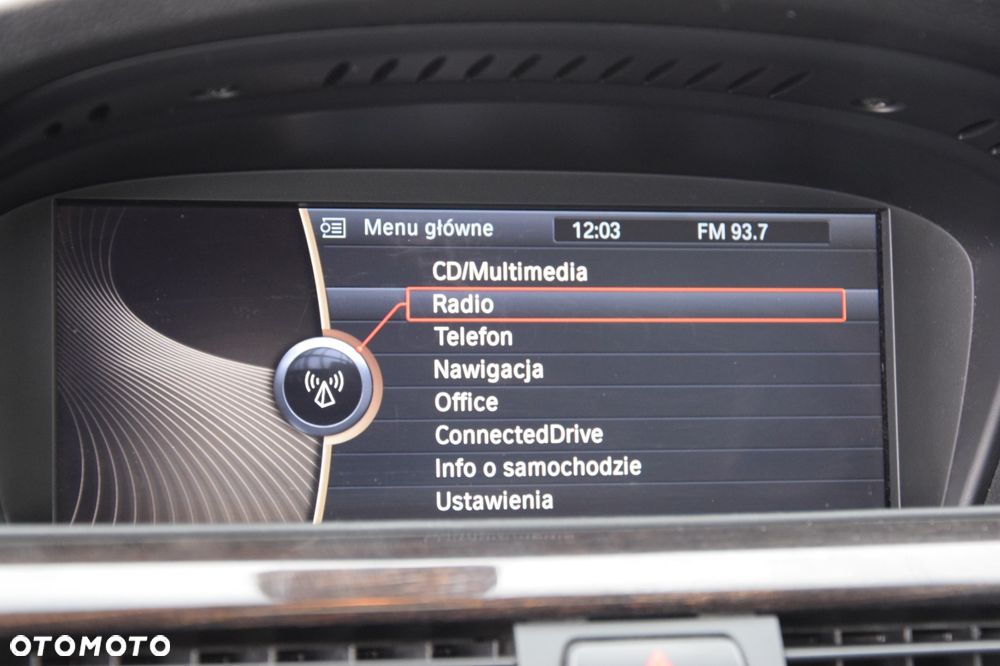 Menu główne 12:03 FM 93.7
CD/Multimedia
Radio
Telefon
Nawigacja
Office
ConnectedDrive
Info o samochodzie
Ustawienia
OTOMOTO